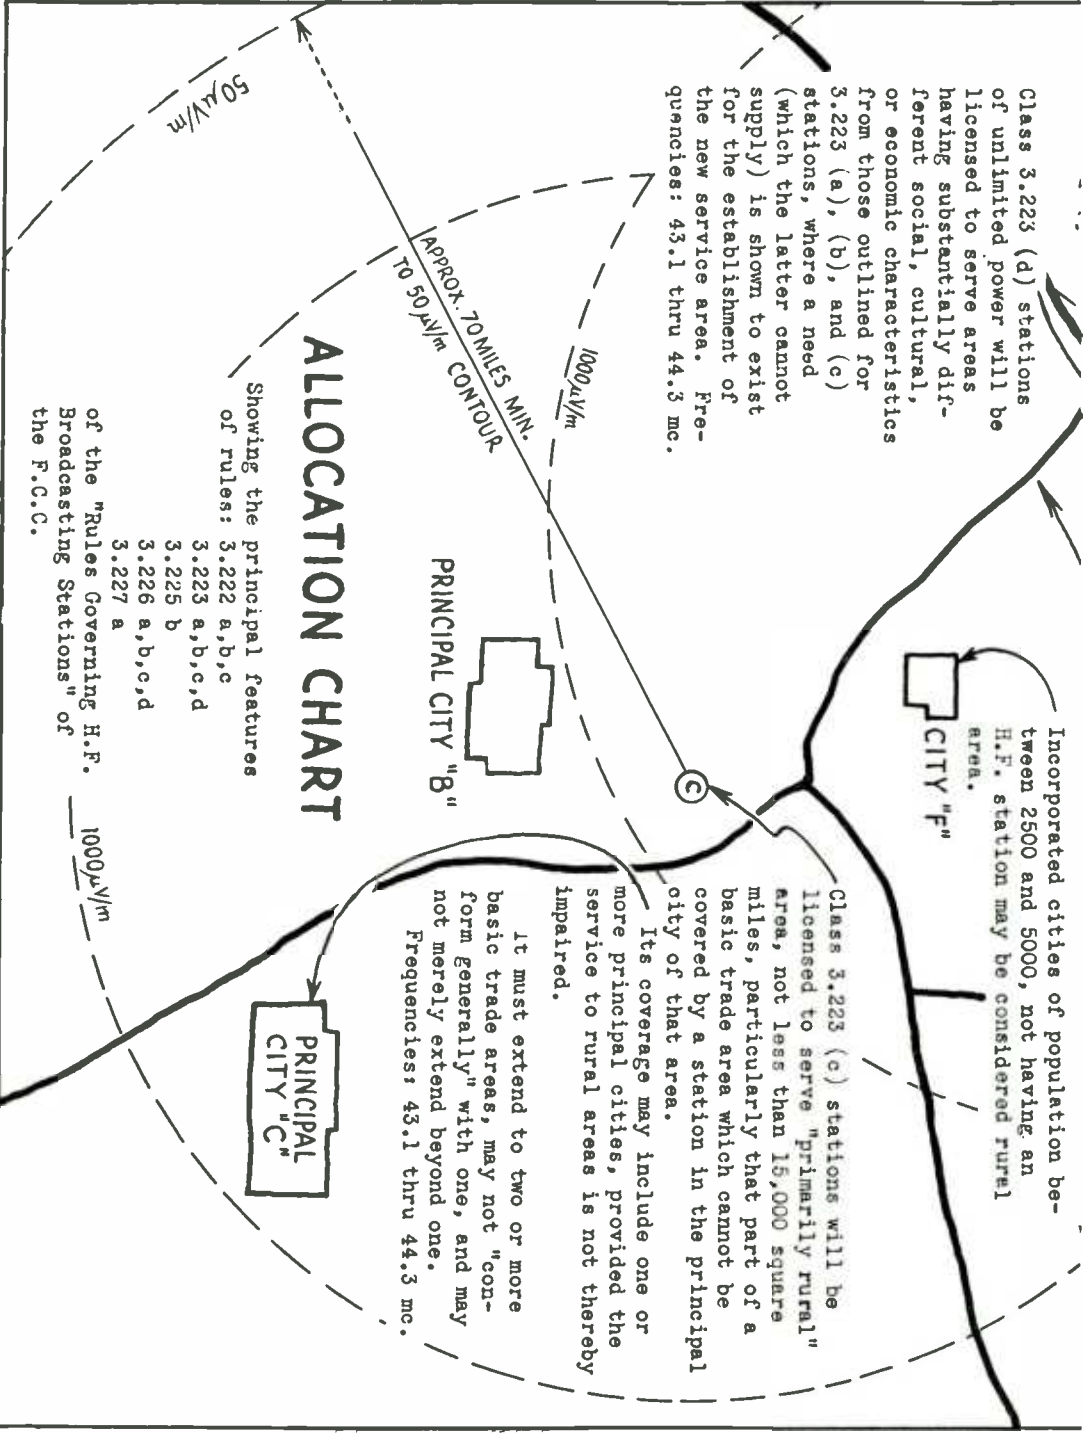 Class 3.223 (d) stations
of unlimited power will be
licensed to serve areas
having substantially dif-
ferent social, cultural,
or economic characteristics
from those outlined for
3.223 (a), (b), and (c)
stations, where a need
(which the latter cannot
supply) is shown to exist
for the establishment of
the new service area. Fre-
quencies: 43.1 thru 44.3 mc.
Incorporated cities of population be-
tween 2500 and 5000, not having an
H.F. station may be considered rural
area.
CITY "F"
Class 3.223 (c) stations will be
licensed to serve "primarily rural"
area, not less than 15,000 square
miles, particularly that part of a
basic trade area which cannot be
covered by a station in the principal
city of that area.
Its coverage may include one or
more principal cities, provided the
service to rural areas is not thereby
impaired.
It must extend to two or more
basic trade areas, may not "con-
form generally" with one, and may
not merely extend beyond one.
Frequencies: 43.1 thru 44.3 mc.
C
1000μV/m
50μV/m
APPROX. 70 MILES MIN.
TO 50μV/m CONTOUR
PRINCIPAL CITY "B"
PRINCIPAL
CITY "C"
ALLOCATION CHART
Showing the principal features
of rules: 3.222 a,b,c
3.223 a,b,c,d
3.225 b
3.226 a,b,c,d
3.227 a
of the "Rules Governing H.F.
Broadcasting Stations" of
the F.C.C.
1000μV/m